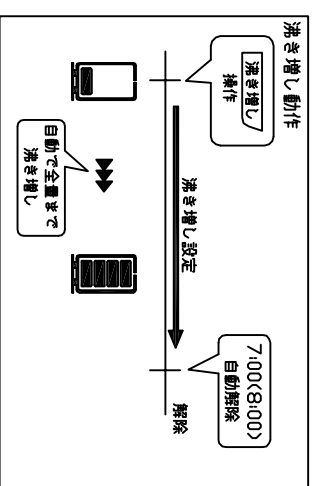 沸き増し動作
沸き増し
操作
7:00(8:00)
自動解除
沸き増し設定
解除
自動で全量まで
沸き増し